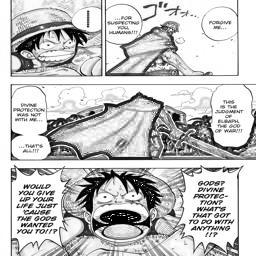 FORGIVE
ME...
...FOR
SUSPECTING
YOU,
HUMANS!!!
THIS IS
THE
JUDGMENT
OF
ELBAPH,
THE GOD
OF WAR!!!
DIVINE
PROTECTION
WAS NOT
WITH ME...
...THAT'S
ALL!!!
GODS?
DIVINE
PROTEC-
TION?
WHAT'S
THAT GOT
TO DO WITH
ANYTHING
!!?
WOULD
YOU GIVE
UP YOUR
LIFE JUST
'CAUSE
THE GODS
WANTED
YOU TO!?